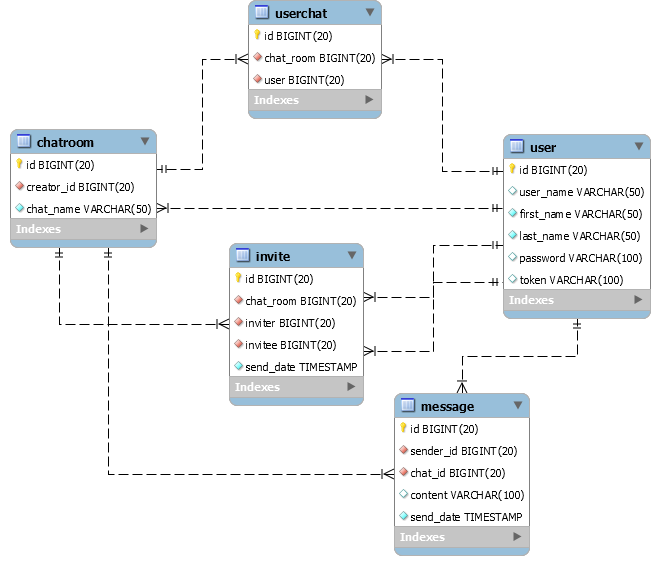 userchat
id BIGINT(20)
chat_room BIGINT(20)
user BIGINT(20)
Indexes
chatroom
id BIGINT(20)
creator_id BIGINT(20)
chat_name VARCHAR(50)
Indexes
user
id BIGINT(20)
user_name VARCHAR(50)
first_name VARCHAR(50)
last_name VARCHAR(50)
password VARCHAR(100)
token VARCHAR(100)
Indexes
invite
id BIGINT(20)
chat_room BIGINT(20)
inviter BIGINT(20)
invitee BIGINT(20)
send_date TIMESTAMP
Indexes
message
id BIGINT(20)
sender_id BIGINT(20)
chat_id BIGINT(20)
content VARCHAR(100)
send_date TIMESTAMP
Indexes